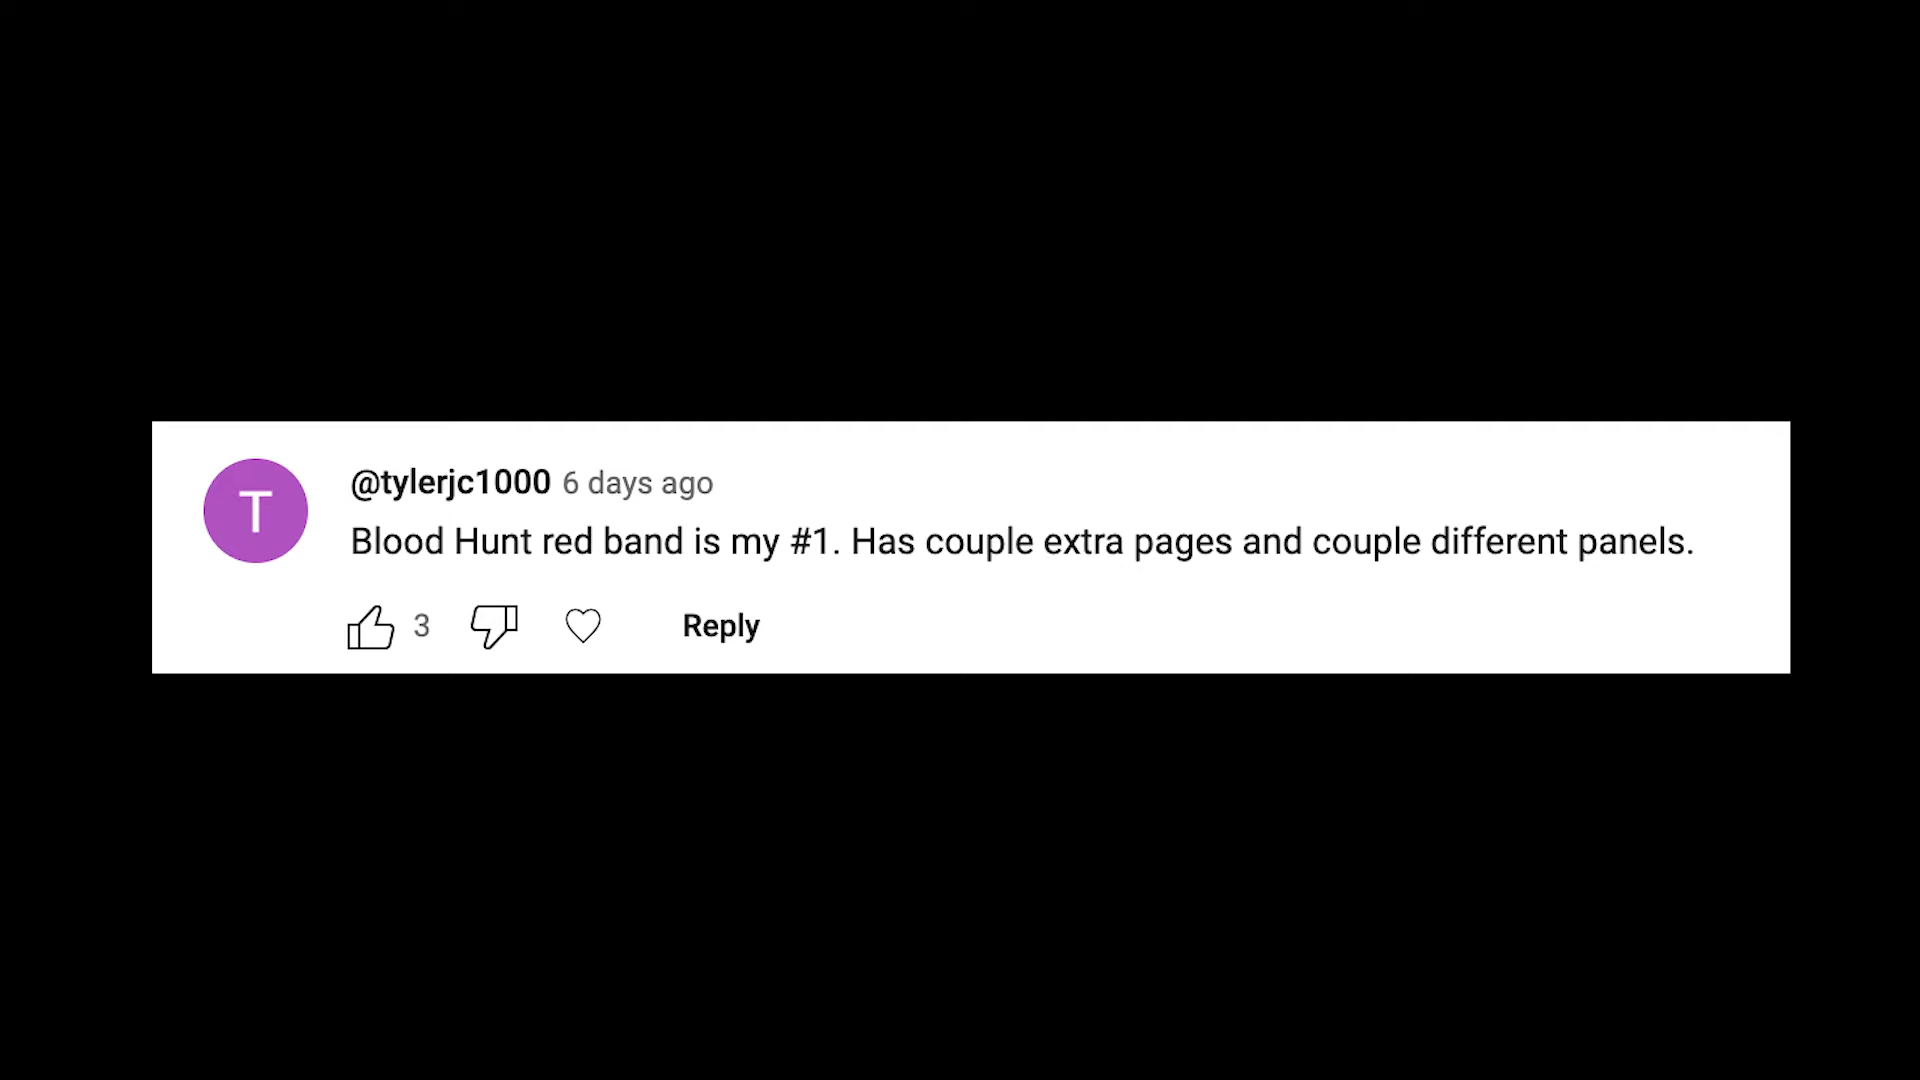 T
@tylerjc1000 6 days ago
Blood Hunt red band is my #1. Has couple extra pages and couple different panels.
3 Reply